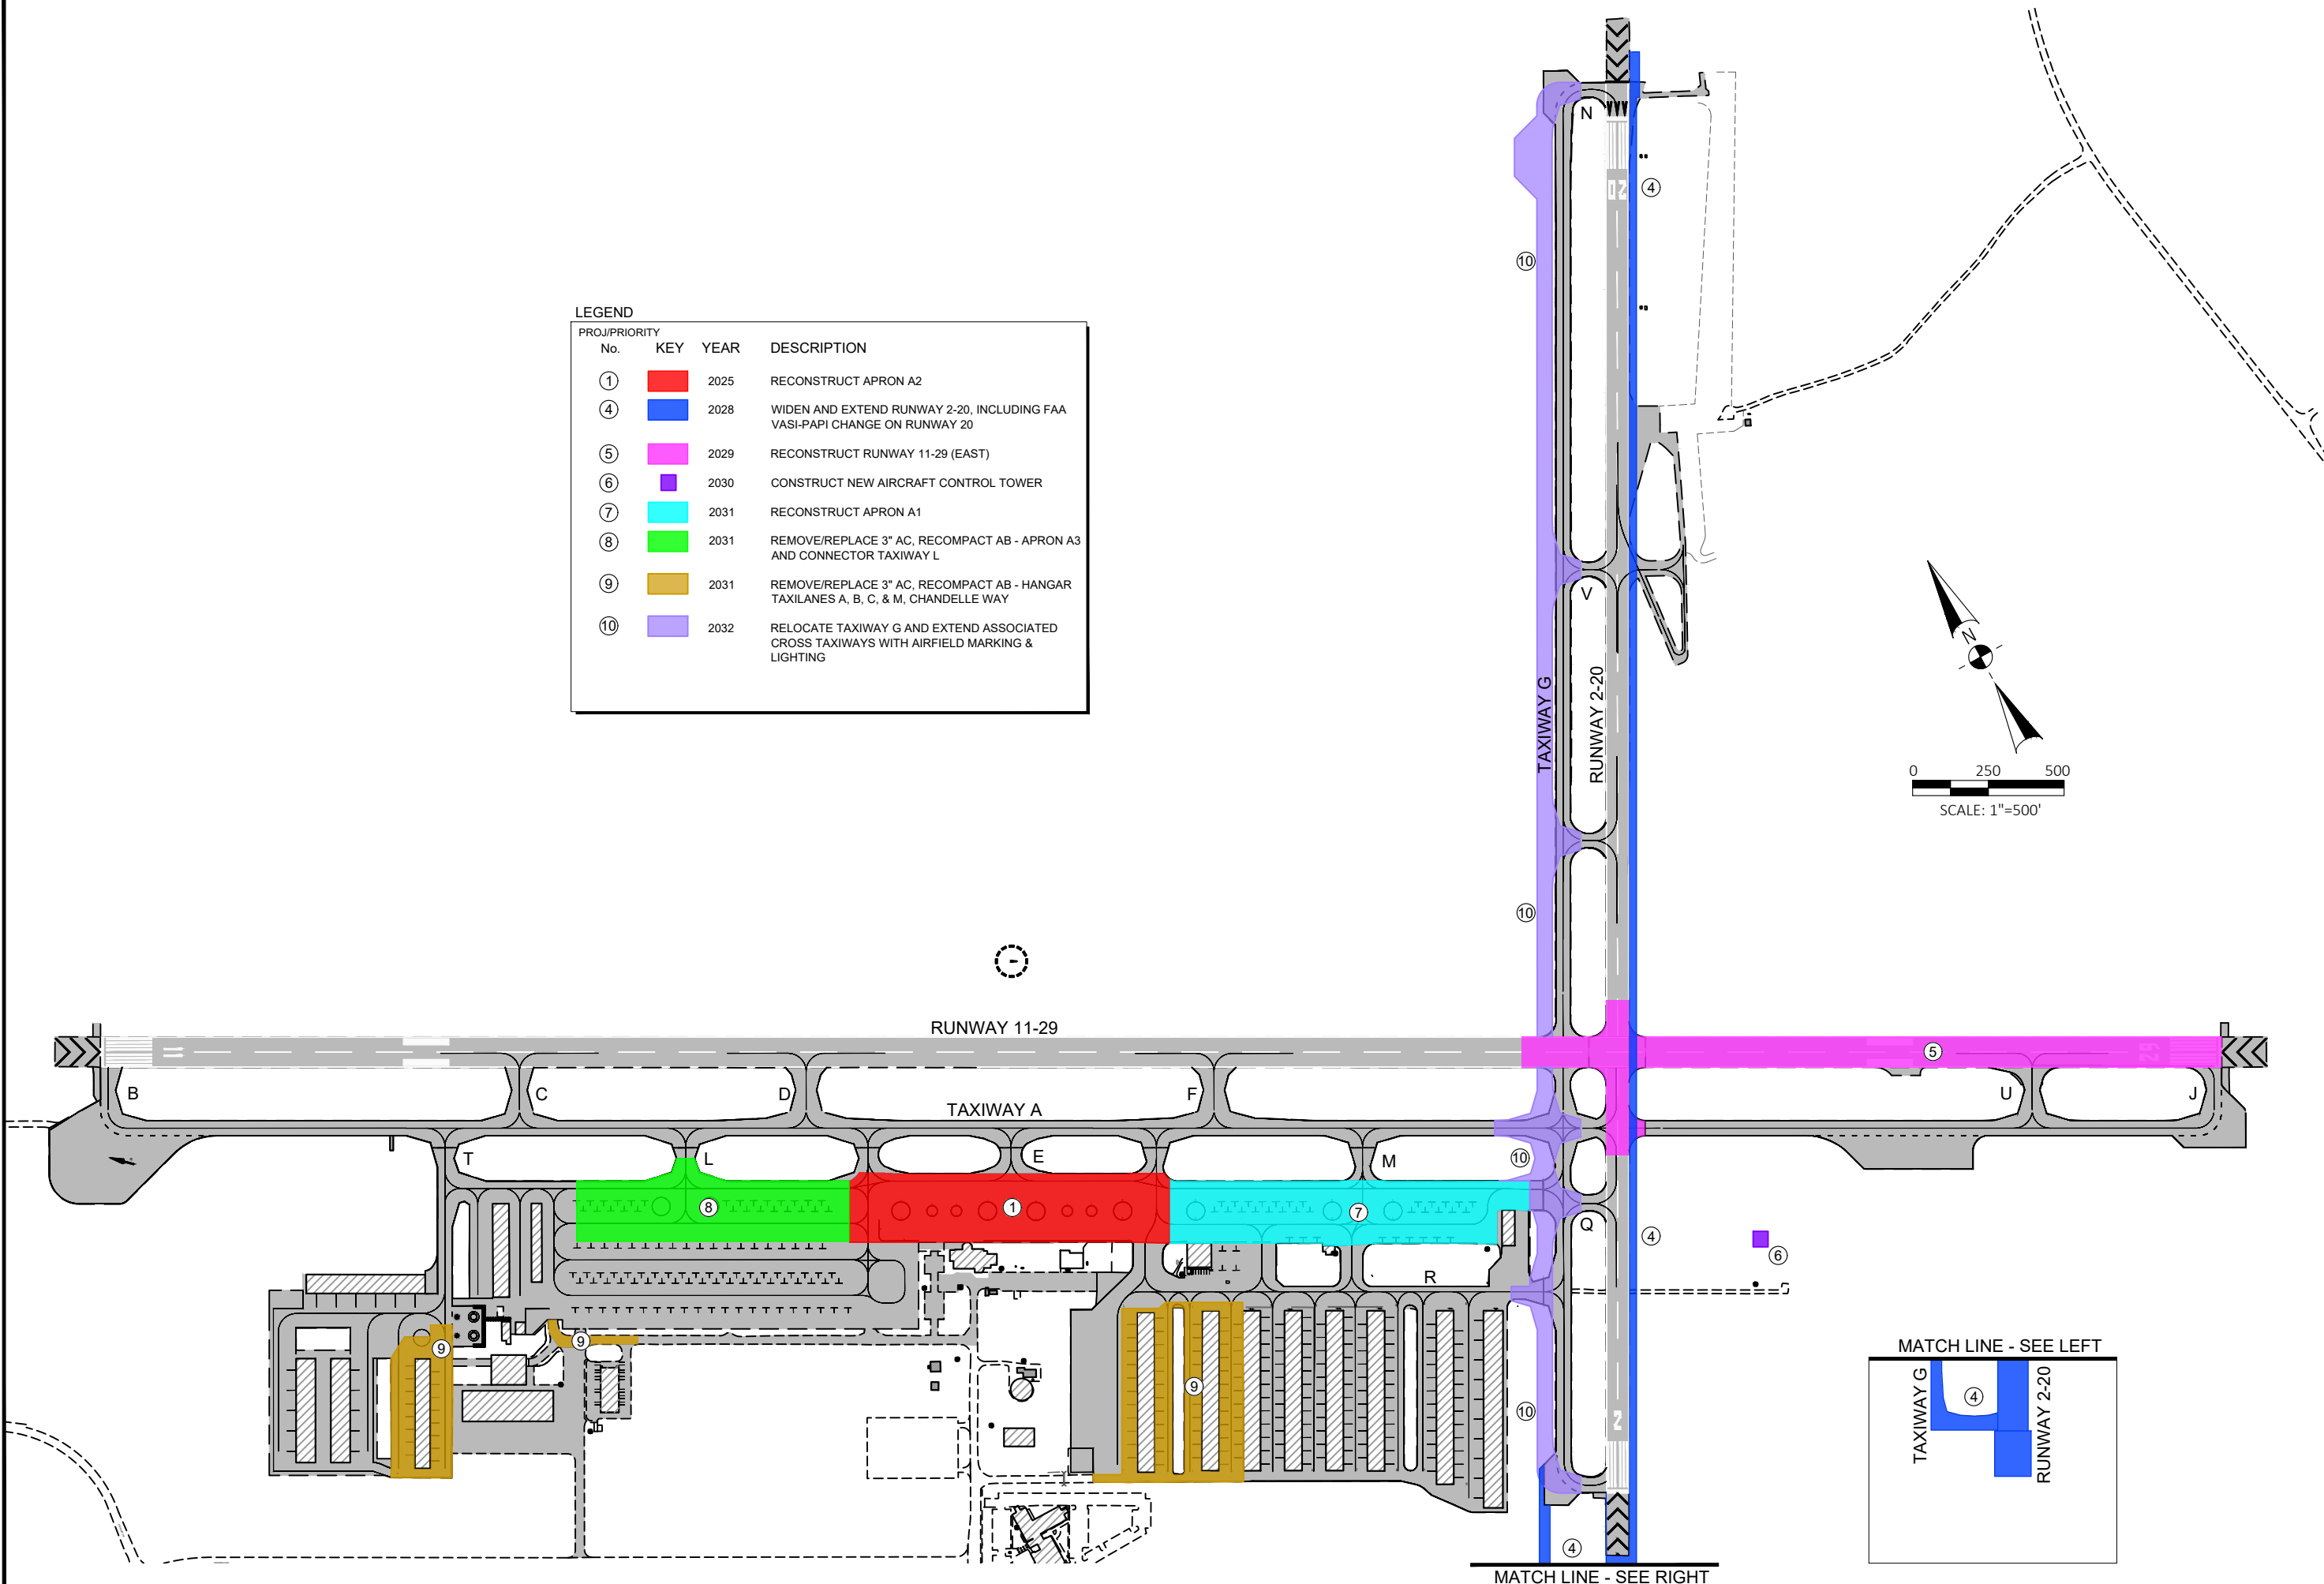 LEGEND
PROJ/PRIORITY
No. KEY YEAR DESCRIPTION
1 2025 RECONSTRUCT APRON A2
4 2028 WIDEN AND EXTEND RUNWAY 2-20, INCLUDING FAA
VASI-PAPI CHANGE ON RUNWAY 20
5 2029 RECONSTRUCT RUNWAY 11-29 (EAST)
6 2030 CONSTRUCT NEW AIRCRAFT CONTROL TOWER
7 2031 RECONSTRUCT APRON A1
8 2031 REMOVE/REPLACE 3" AC, RECOMPACT AB - APRON A3
AND CONNECTOR TAXIWAY L
9 2031 REMOVE/REPLACE 3" AC, RECOMPACT AB - HANGAR
TAXILANES A, B, C, & M, CHANDELLE WAY
10 2032 RELOCATE TAXIWAY G AND EXTEND ASSOCIATED
CROSS TAXIWAYS WITH AIRFIELD MARKING &
LIGHTING
N
20
4
10
V
TAXIWAY G
RUNWAY 2-20
N
0 250 500
SCALE: 1"=500'
10
RUNWAY 11-29
11
5
29
B
C
D
F
U
J
TAXIWAY A
T
L
E
M
10
8
1
7
Q
4
6
R
9
9
9
10
2
4
MATCH LINE - SEE RIGHT
MATCH LINE - SEE LEFT
TAXIWAY G
4
RUNWAY 2-20